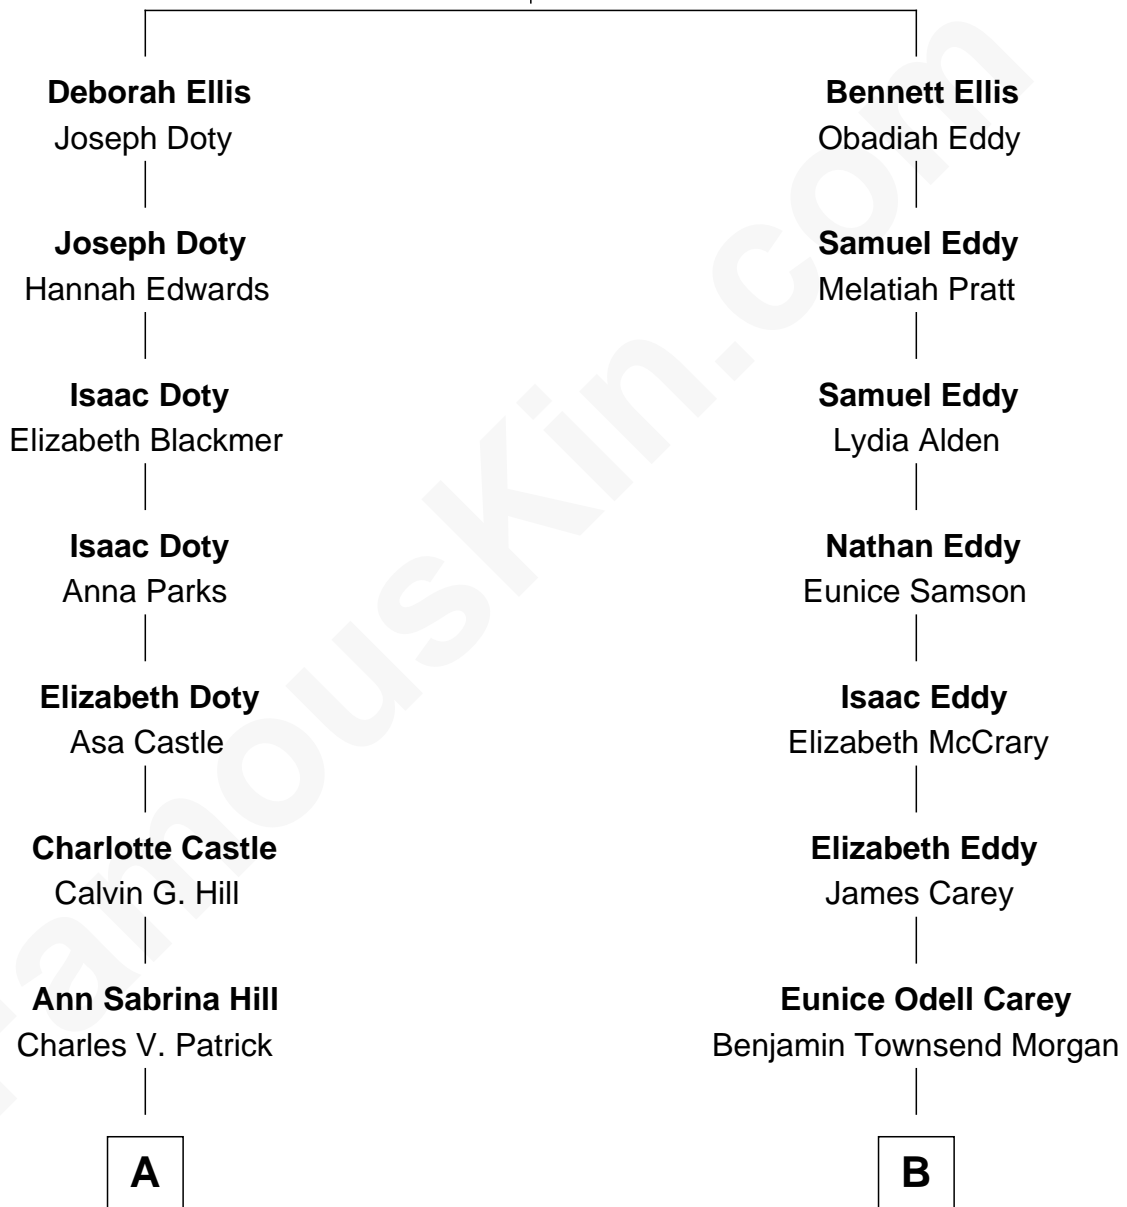 Deborah Ellis
Joseph Doty
Bennett Ellis
Obadiah Eddy
Joseph Doty
Hannah Edwards
Samuel Eddy
Melatiah Pratt
Isaac Doty
Elizabeth Blackmer
Samuel Eddy
Lydia Alden
Isaac Doty
Anna Parks
Nathan Eddy
Eunice Samson
Elizabeth Doty
Asa Castle
Isaac Eddy
Elizabeth McCrary
Charlotte Castle
Calvin G. Hill
Elizabeth Eddy
James Carey
Ann Sabrina Hill
Charles V. Patrick
Eunice Odell Carey
Benjamin Townsend Morgan
A
B
FamousKin.com